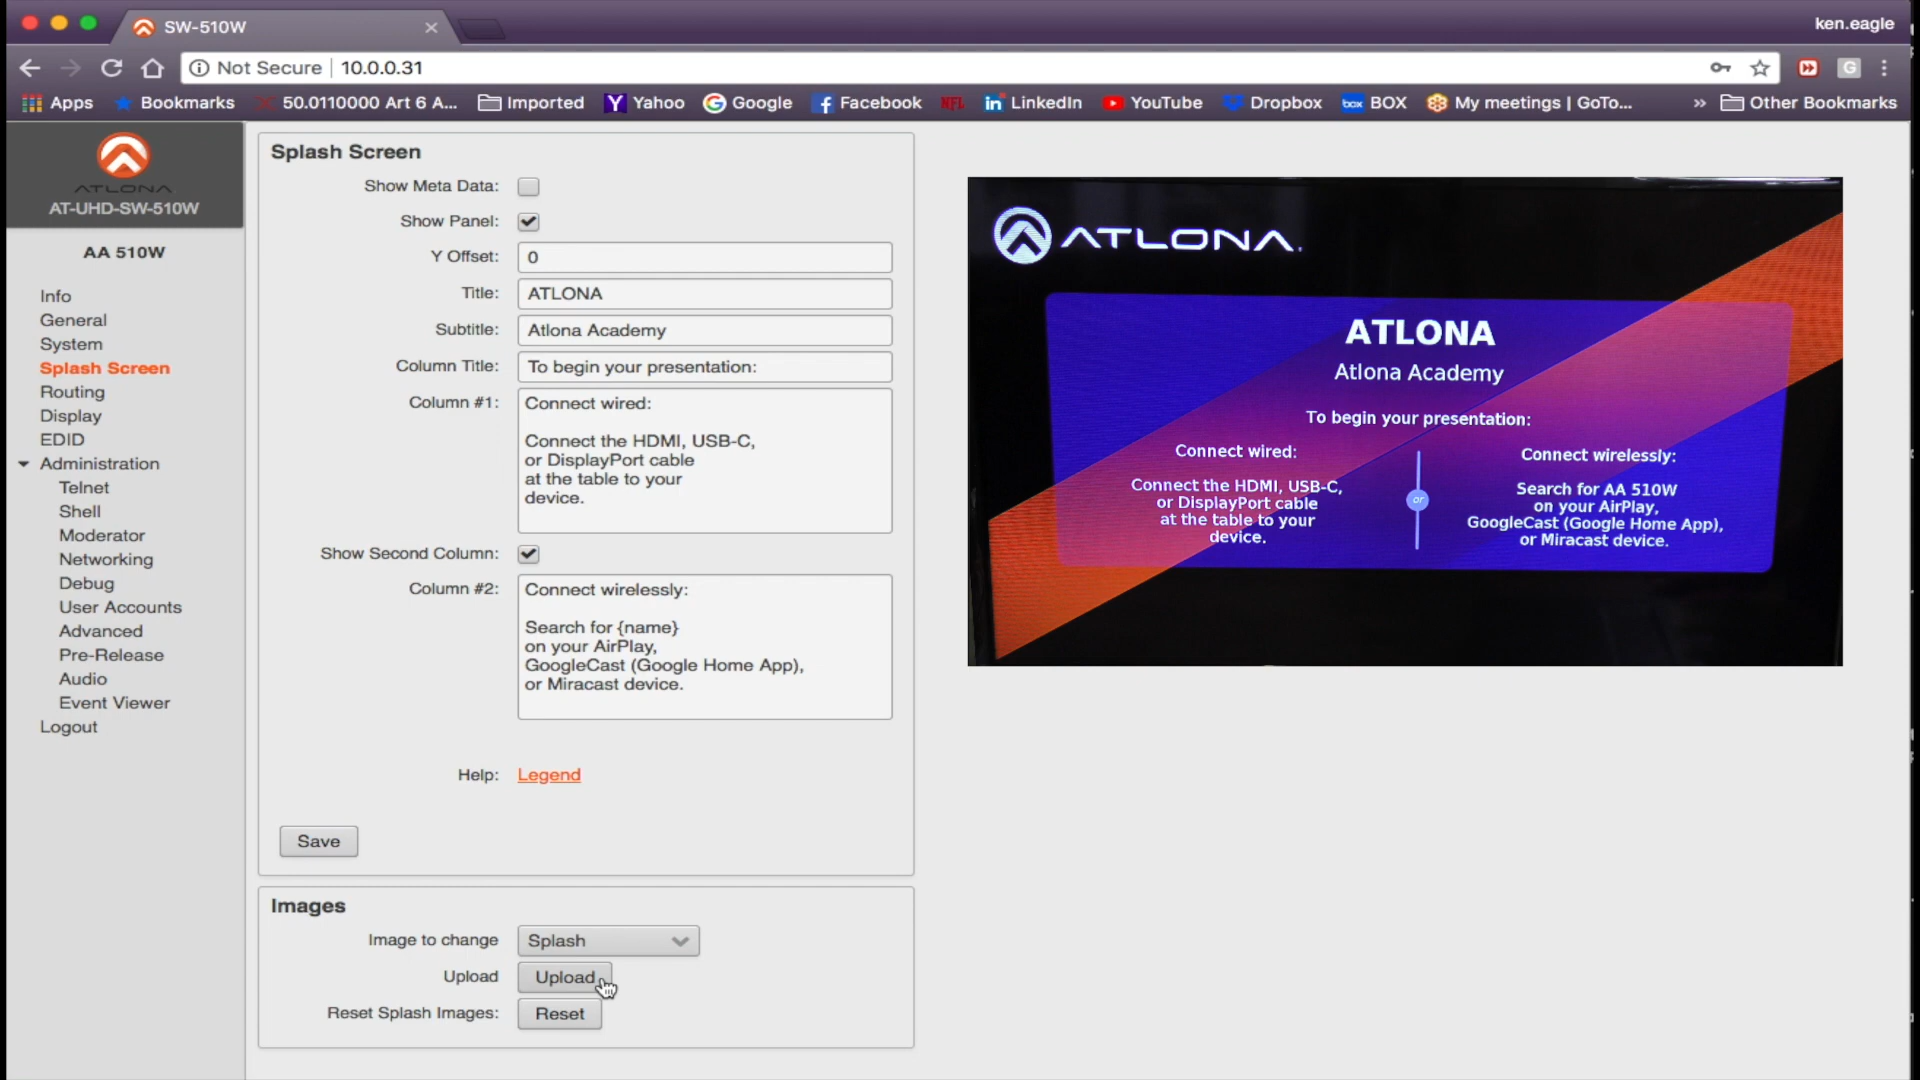 SW-510W
ken.eagle
Not Secure
10.0.0.31
Apps
Bookmarks
50.0110000 Art 6 A...
Imported
Yahoo
Google
Facebook
NFL
LinkedIn
YouTube
Dropbox
box BOX
My meetings | GoTo...
»
Other Bookmarks
ATLONA
AT-UHD-SW-510W
AA 510W
Info
General
System
Splash Screen
Routing
Display
EDID
Administration
Telnet
Shell
Moderator
Networking
Debug
User Accounts
Advanced
Pre-Release
Audio
Event Viewer
Logout
Splash Screen
Show Meta Data:
Show Panel:
Y Offset: 0
Title: ATLONA
Subtitle: Atlona Academy
Column Title: To begin your presentation:
Column #1: Connect wired:
Connect the HDMI, USB-C,
or DisplayPort cable
at the table to your
device.
Show Second Column:
Column #2: Connect wirelessly:
Search for {name}
on your AirPlay,
GoogleCast (Google Home App),
or Miracast device.
Help: Legend
Save
Images
Image to change Splash
Upload Upload
Reset Splash Images: Reset
ATLONA.
ATLONA
Atlona Academy
To begin your presentation:
Connect wired:
Connect the HDMI, USB-C,
or DisplayPort cable
at the table to your
device.
or
Connect wirelessly:
Search for AA 510W
on your AirPlay,
GoogleCast (Google Home App),
or Miracast device.